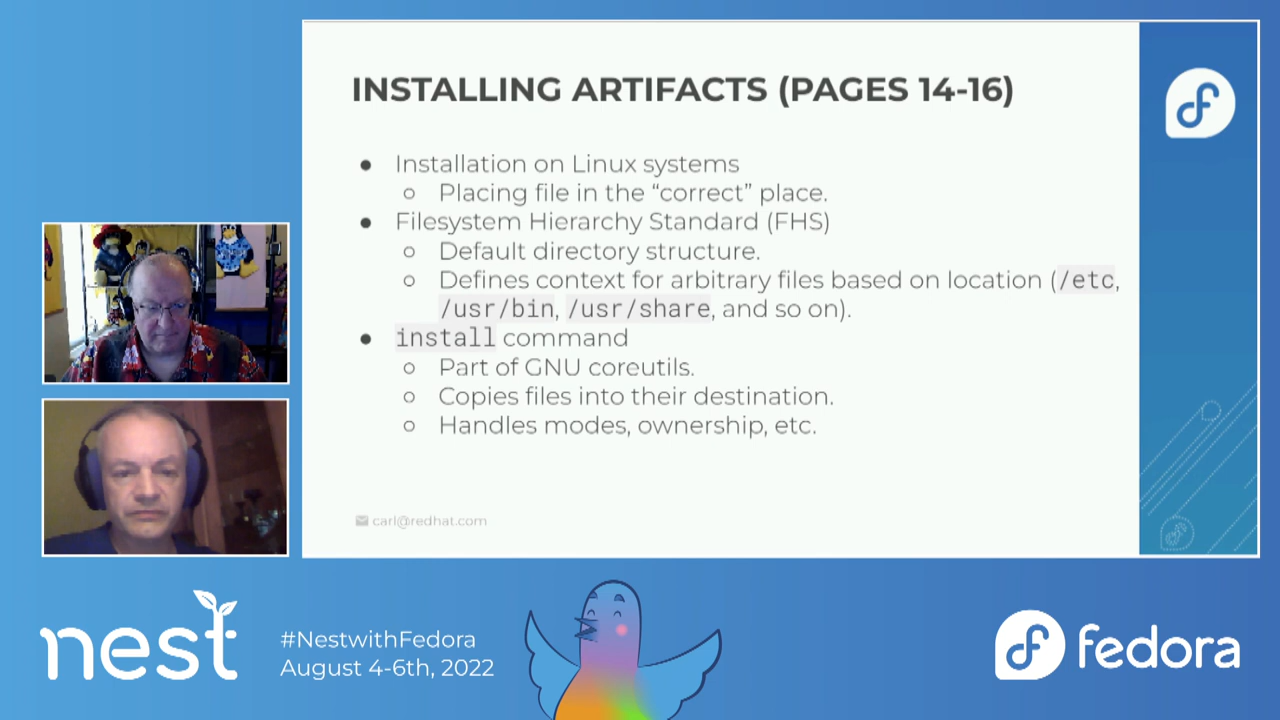 INSTALLING ARTIFACTS (PAGES 14-16)
● Installation on Linux systems
○ Placing file in the “correct” place.
● Filesystem Hierarchy Standard (FHS)
○ Default directory structure.
○ Defines context for arbitrary files based on location (/etc,
/usr/bin, /usr/share, and so on).
● install command
○ Part of GNU coreutils.
○ Copies files into their destination.
○ Handles modes, ownership, etc.
carl@redhat.com
nest
#NestwithFedora
August 4-6th, 2022
fedora